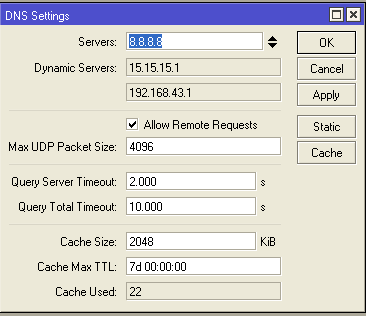 DNS Settings
Servers: 8.8.8.8 OK
Dynamic Servers: 15.15.15.1 Cancel
192.168.43.1 Apply
Allow Remote Requests Static
Max UDP Packet Size: 4096 Cache
Query Server Timeout: 2.000 s
Query Total Timeout: 10.000 s
Cache Size: 2048 KiB
Cache Max TTL: 7d 00:00:00
Cache Used: 22